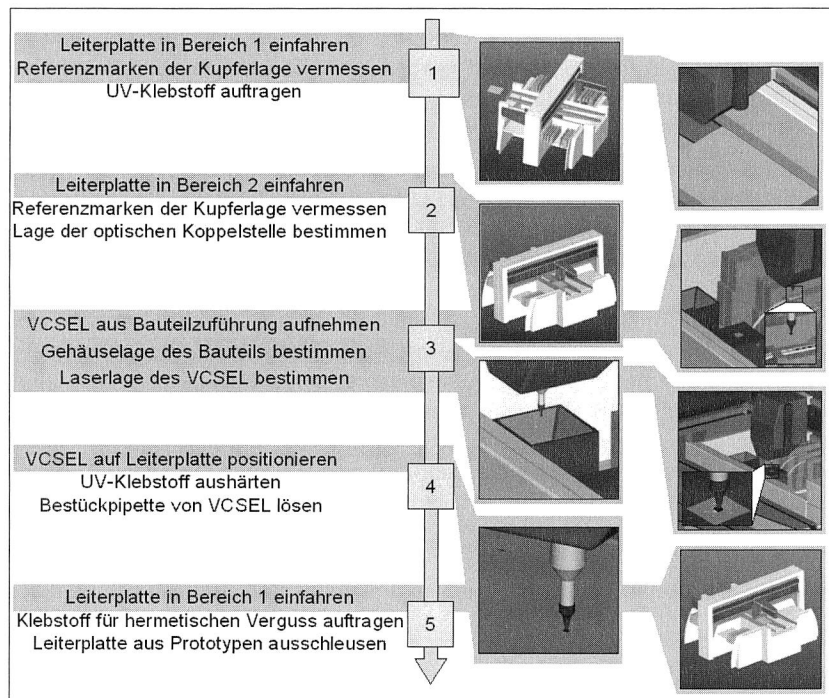 Leiterplatte in Bereich 1 einfahren
Referenzmarken der Kupferlage vermessen
UV-Klebstoff auftragen
1
Leiterplatte in Bereich 2 einfahren
Referenzmarken der Kupferlage vermessen
Lage der optischen Koppelstelle bestimmen
2
VCSEL aus Bauteilzuführung aufnehmen
Gehäuselage des Bauteils bestimmen
Laserlage des VCSEL bestimmen
3
VCSEL auf Leiterplatte positionieren
UV-Klebstoff aushärten
Bestückpipette von VCSEL lösen
4
Leiterplatte in Bereich 1 einfahren
Klebstoff für hermetischen Verguss auftragen
Leiterplatte aus Prototypen ausschleusen
5